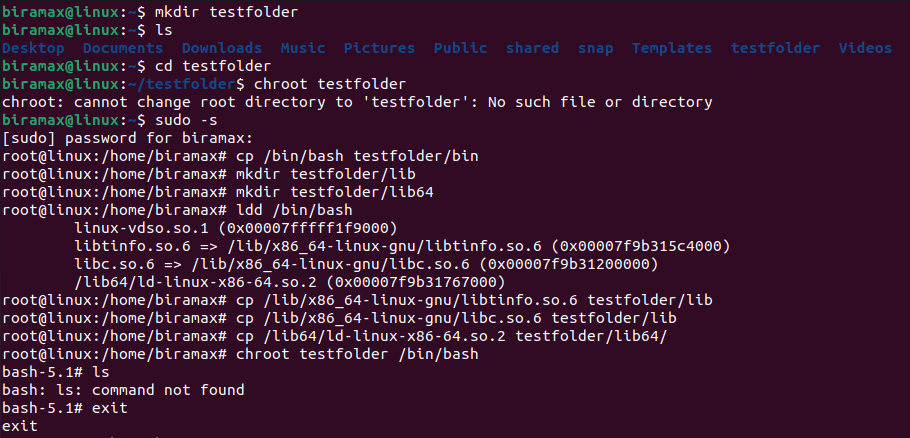 biramax@linux:~$ mkdir testfolder
biramax@linux:~$ ls
Desktop  Documents  Downloads  Music  Pictures  Public  shared  snap  Templates  testfolder  Videos
biramax@linux:~$ cd testfolder
biramax@linux:~/testfolder$ chroot testfolder
chroot: cannot change root directory to 'testfolder': No such file or directory
biramax@linux:~$ sudo -s
[sudo] password for biramax:
root@linux:/home/biramax# cp /bin/bash testfolder/bin
root@linux:/home/biramax# mkdir testfolder/lib
root@linux:/home/biramax# mkdir testfolder/lib64
root@linux:/home/biramax# ldd /bin/bash
        linux-vdso.so.1 (0x00007fffff1f9000)
        libtinfo.so.6 => /lib/x86_64-linux-gnu/libtinfo.so.6 (0x00007f9b315c4000)
        libc.so.6 => /lib/x86_64-linux-gnu/libc.so.6 (0x00007f9b31200000)
        /lib64/ld-linux-x86-64.so.2 (0x00007f9b31767000)
root@linux:/home/biramax# cp /lib/x86_64-linux-gnu/libtinfo.so.6 testfolder/lib
root@linux:/home/biramax# cp /lib/x86_64-linux-gnu/libc.so.6 testfolder/lib
root@linux:/home/biramax# cp /lib64/ld-linux-x86-64.so.2 testfolder/lib64/
root@linux:/home/biramax# chroot testfolder /bin/bash
bash-5.1# ls
bash: ls: command not found
bash-5.1# exit
exit